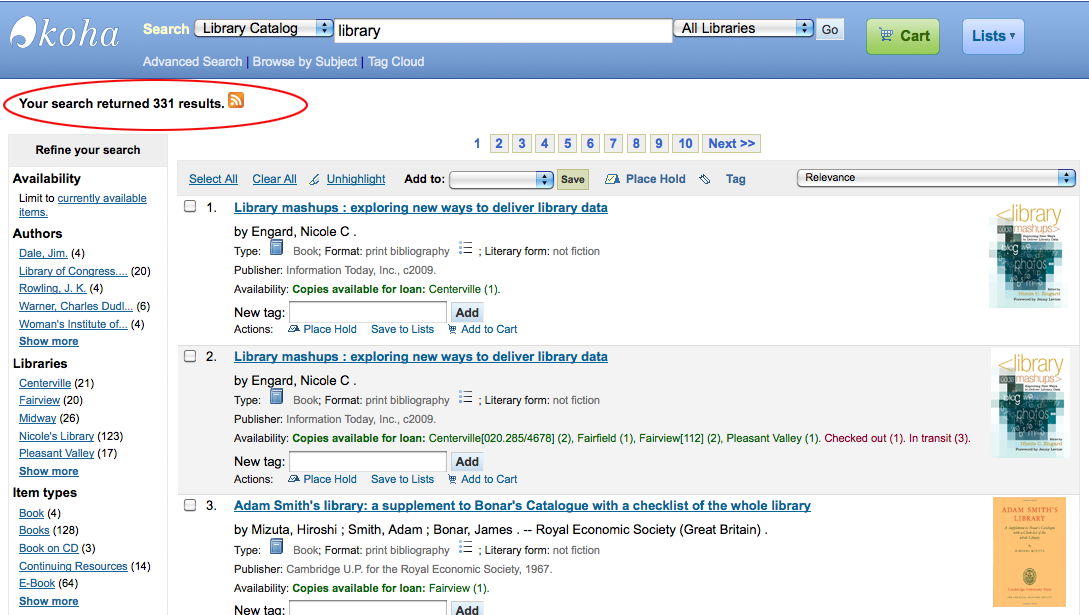 koha
Search Library Catalog library All Libraries Go Cart Lists ▾
Advanced Search | Browse by Subject | Tag Cloud
Your search returned 331 results.
1 2 3 4 5 6 7 8 9 10 Next >>
Refine your search
Availability
Limit to currently available
items.
Authors
Dale, Jim. (4)
Library of Congress.... (20)
Rowling, J. K. (4)
Warner, Charles Dudl... (6)
Woman's Institute of... (4)
Show more
Libraries
Centerville (21)
Fairview (20)
Midway (26)
Nicole's Library (123)
Pleasant Valley (17)
Show more
Item types
Book (4)
Books (128)
Book on CD (3)
Continuing Resources (14)
E-Book (64)
Show more
Select All Clear All Unhighlight Add to: Save Place Hold Tag Relevance
1. Library mashups : exploring new ways to deliver library data
by Engard, Nicole C .
Type: Book; Format: print bibliography ; Literary form: not fiction
Publisher: Information Today, Inc., c2009.
Availability: Copies available for loan: Centerville (1).
New tag: Add
Actions: Place Hold Save to Lists Add to Cart
<library
mashups>
blog
photos
2. Library mashups : exploring new ways to deliver library data
by Engard, Nicole C .
Type: Book; Format: print bibliography ; Literary form: not fiction
Publisher: Information Today, Inc., c2009.
Availability: Copies available for loan: Centerville[020.285/4678] (2), Fairfield (1), Fairview[112] (2), Pleasant Valley (1). Checked out (1). In transit (3).
New tag: Add
Actions: Place Hold Save to Lists Add to Cart
<library
mashups>
blog
photos
3. Adam Smith's library: a supplement to Bonar's Catalogue with a checklist of the whole library
by Mizuta, Hiroshi ; Smith, Adam ; Bonar, James . -- Royal Economic Society (Great Britain) .
Type: Book; Format: print bibliography ; Literary form: not fiction
Publisher: Cambridge U.P. for the Royal Economic Society, 1967.
Availability: Copies available for loan: Fairview (1).
New tag: Add
ADAM SMITH'S
LIBRARY